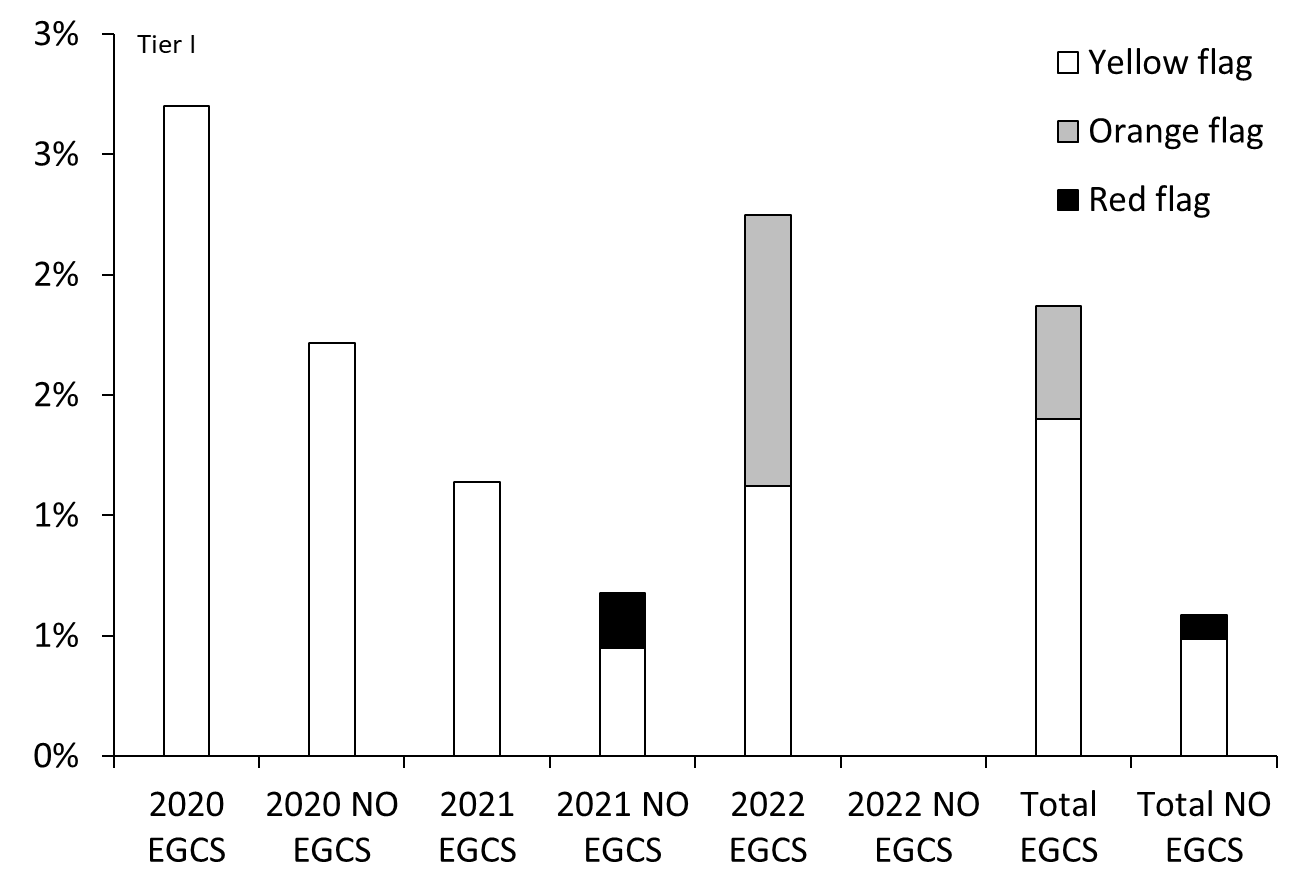 3%
Tier I
Yellow flag
Orange flag
Red flag
3%
2%
2%
1%
1%
0%
2020
EGCS
2020 NO
EGCS
2021
EGCS
2021 NO
EGCS
2022
EGCS
2022 NO
EGCS
Total
EGCS
Total NO
EGCS